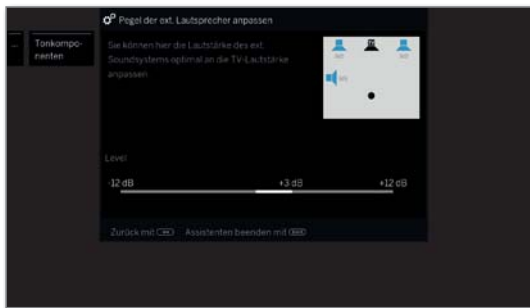 Pegel der ext. Lautsprecher anpassen
...
Tonkompo-
nenten
Sie können hier die Lautstärke des ext.
Soundsystems optimal an die TV-Lautstärke
anpassen
Level
-12 dB +3 dB +12 dB
Zurück mit Assistenten beenden mit